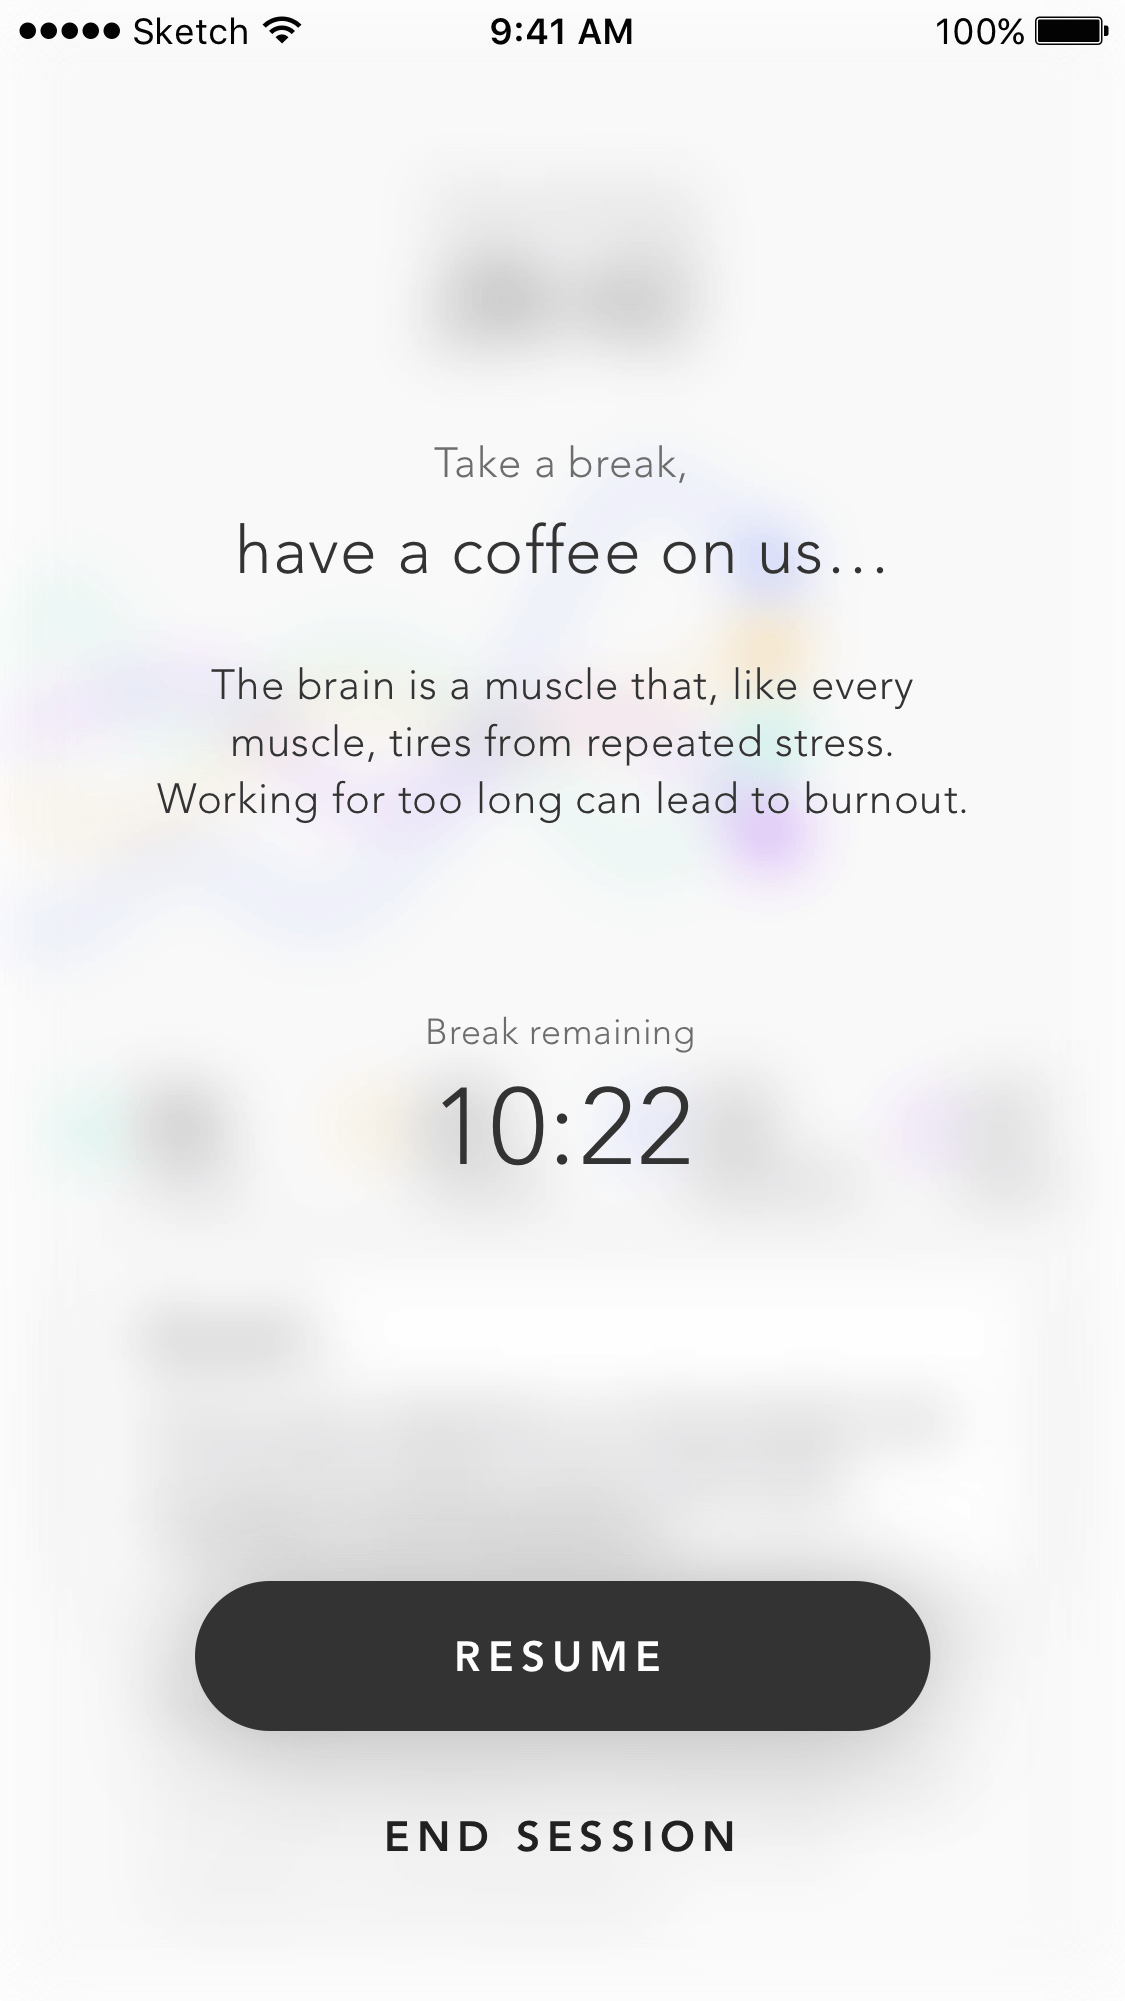 Sketch 9:41 AM 100%
Take a break,
have a coffee on us...
The brain is a muscle that, like every
muscle, tires from repeated stress.
Working for too long can lead to burnout.
Break remaining
10:22
RESUME
END SESSION